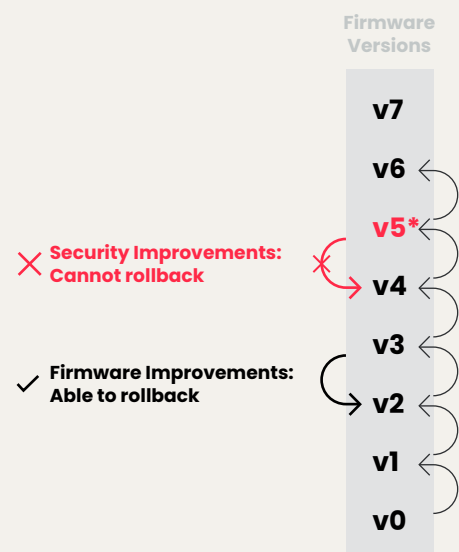 Firmware
Versions
v7
v6
v5*
Security Improvements:
Cannot rollback
v4
v3
Firmware Improvements:
Able to rollback
v2
v1
v0